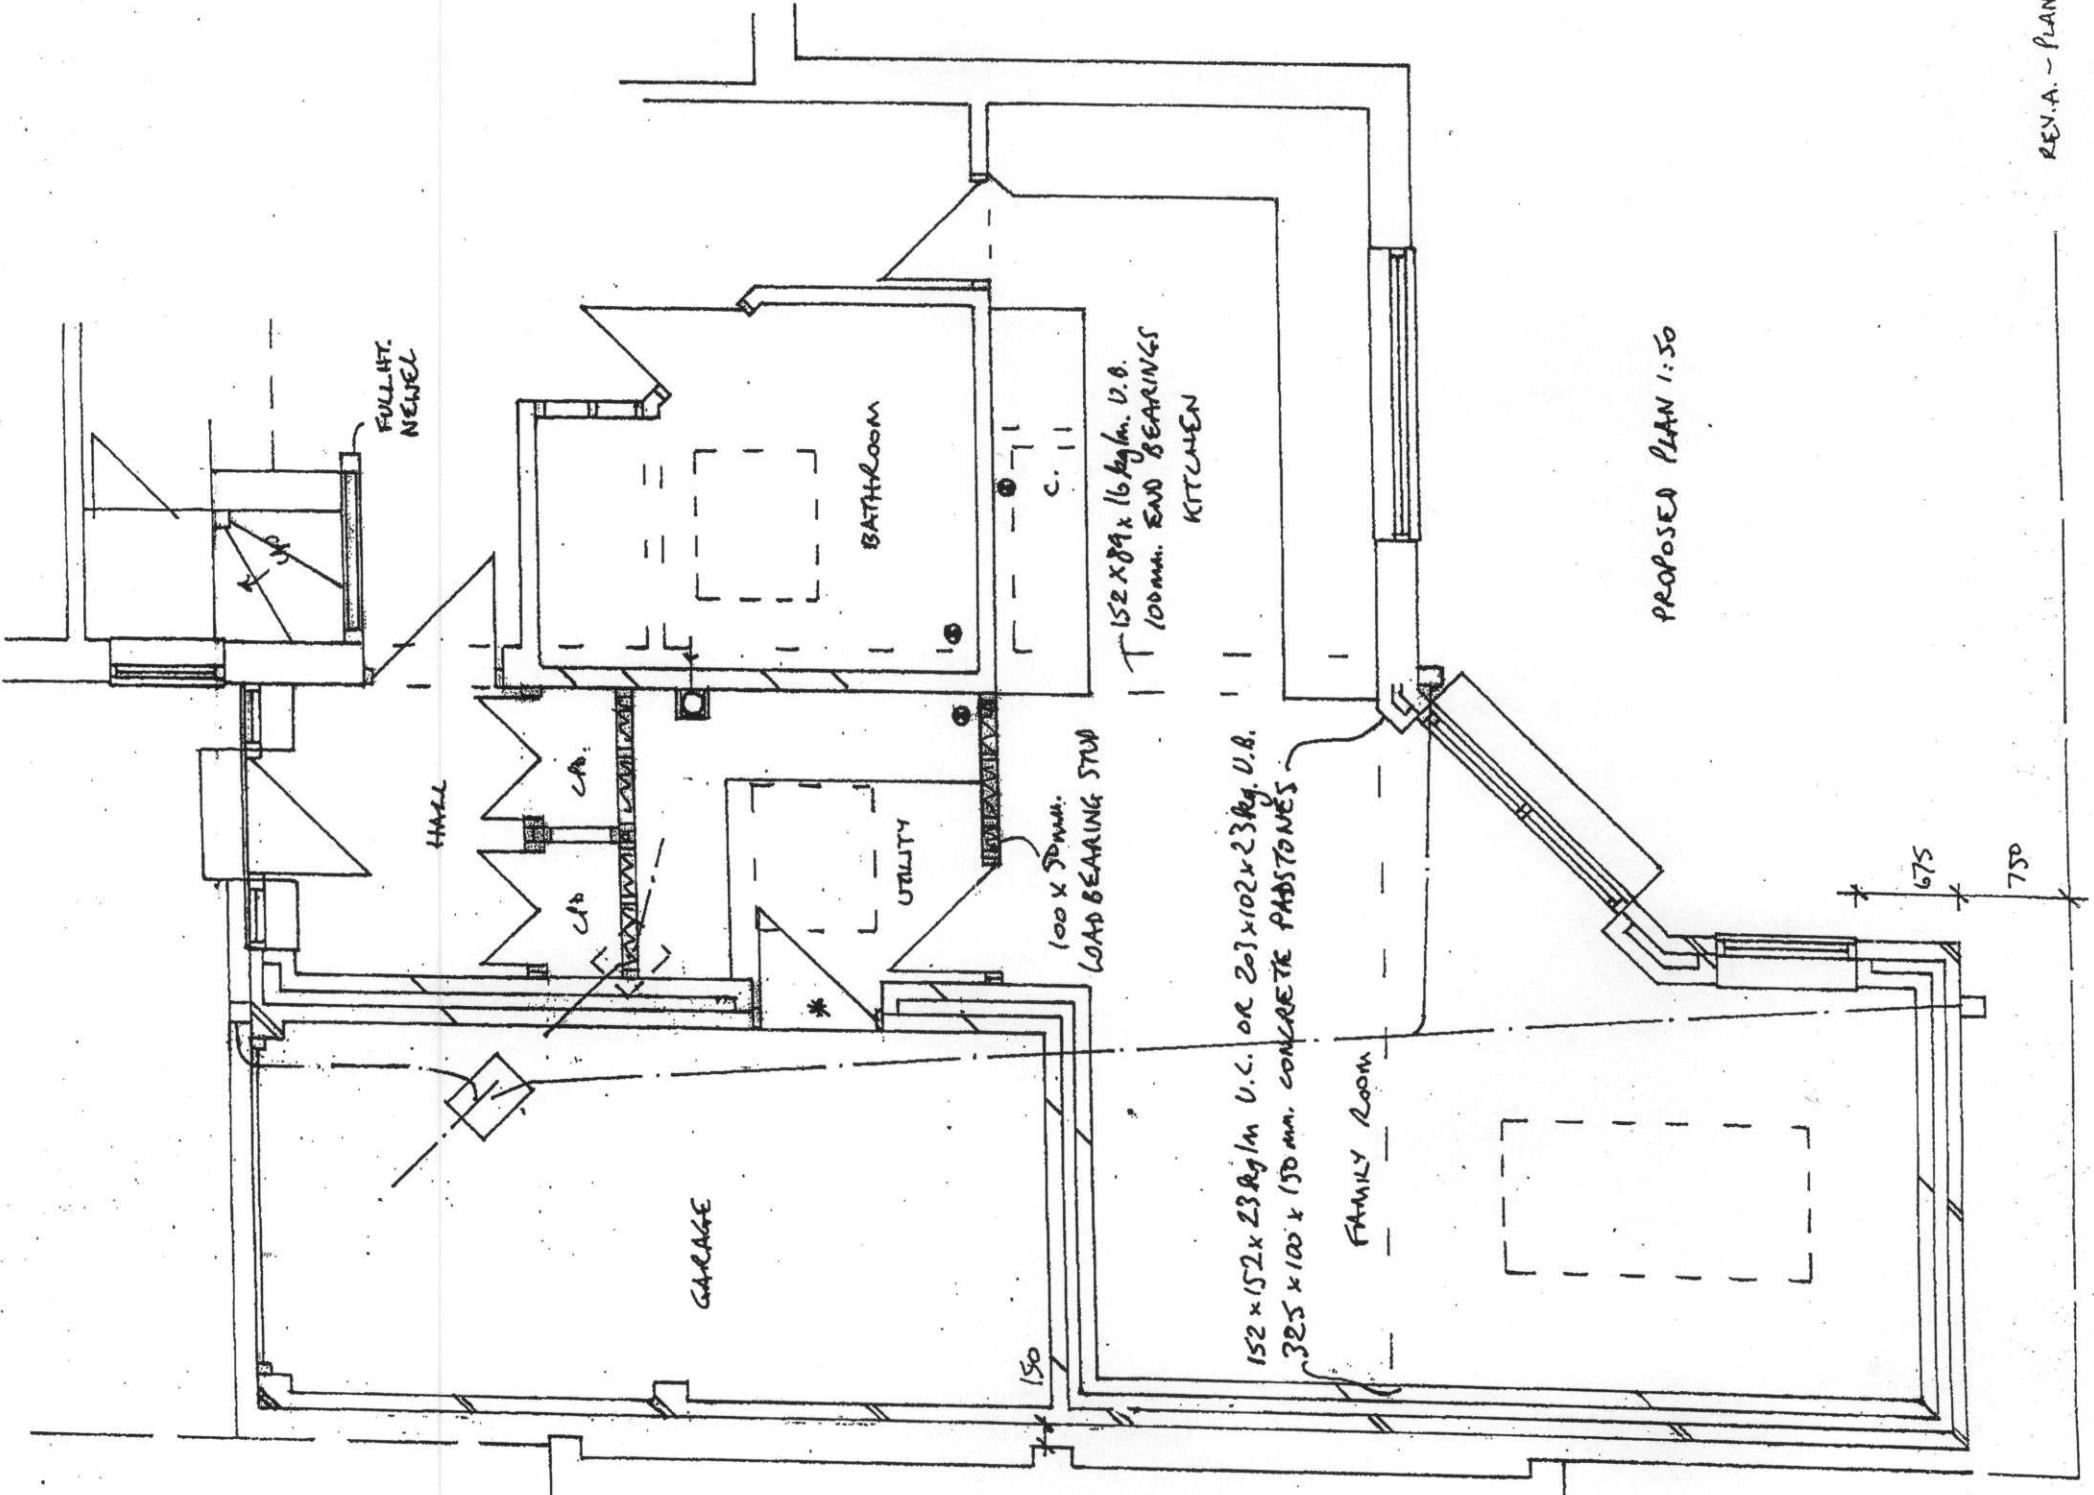 REV.A. - PLAN
FULL HT.
NEWEL
UP
BATHROOM
C.
152 x 89 x 16 kg/m. U.B.
100mm. END BEARINGS
KITCHEN
PROPOSED PLAN 1:50
HALL
CPD.
CPD
UTILITY
100 x 50mm.
LOADBEARING STUD
*
152 x 152 x 23 kg/m U.C. OR 203 x 102 x 23 kg. U.B.
325 x 100 x 150 mm. CONCRETE PADSTONES
675
750
GARAGE
FAMILY ROOM
150